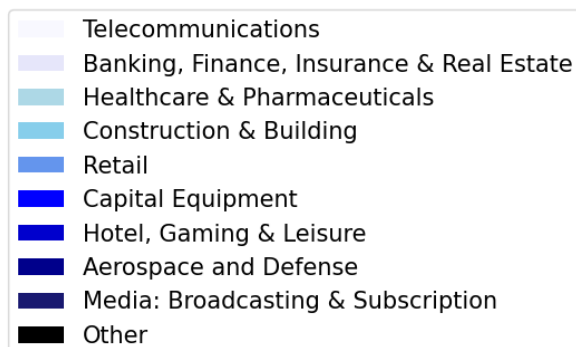 Telecommunications
Banking, Finance, Insurance & Real Estate
Healthcare & Pharmaceuticals
Construction & Building
Retail
Capital Equipment
Hotel, Gaming & Leisure
Aerospace and Defense
Media: Broadcasting & Subscription
Other